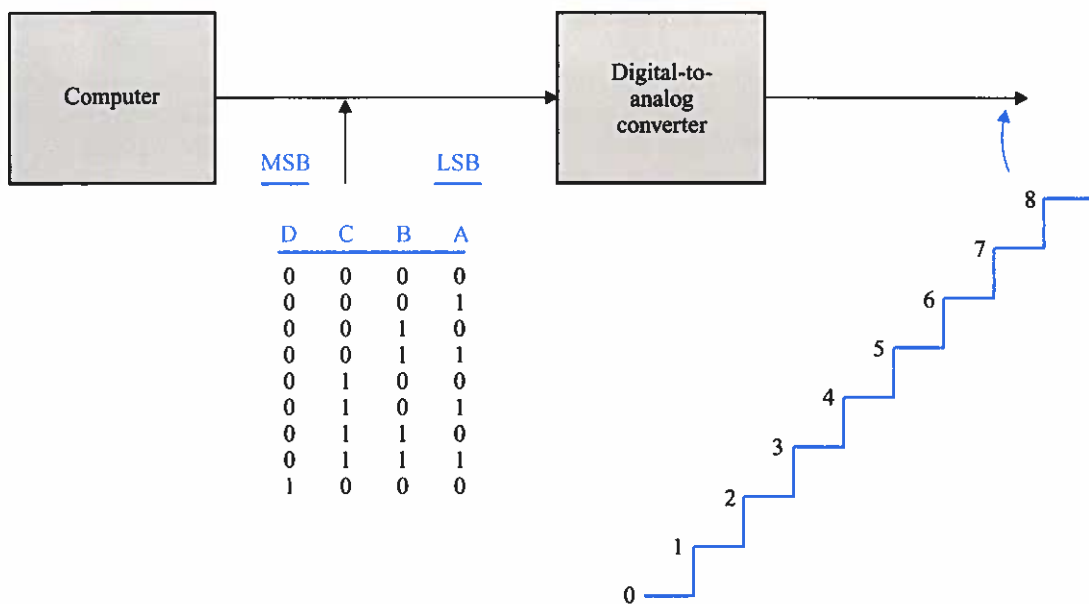 Computer
Digital-to-
analog
converter
MSB LSB
D C B A
0 0 0 0
0 0 0 1
0 0 1 0
0 0 1 1
0 1 0 0
0 1 0 1
0 1 1 0
0 1 1 1
1 0 0 0
8
7
6
5
4
3
2
1
0